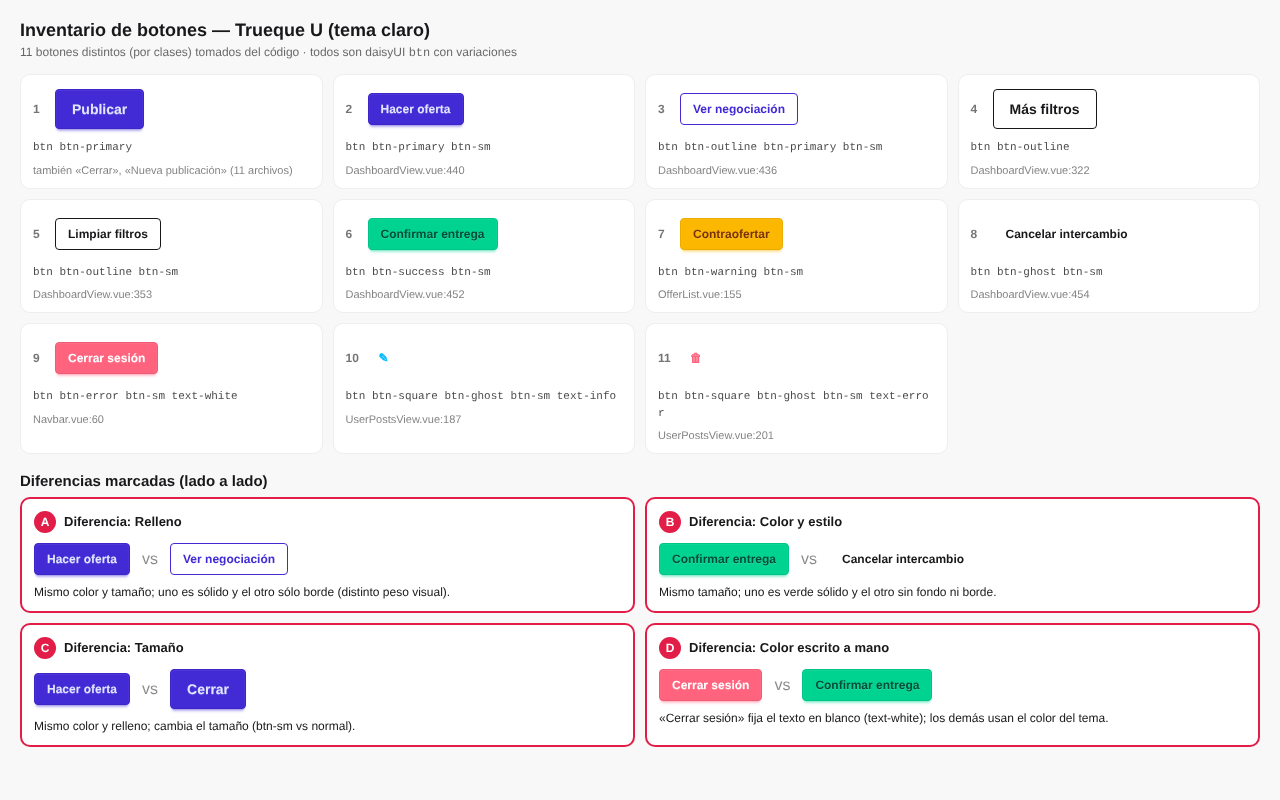 Inventario de botones — Trueque U (tema claro)
11 botones distintos (por clases) tomados del código · todos son daisyUI btn con variaciones
1 Publicar
btn btn-primary
también «Cerrar», «Nueva publicación» (11 archivos)
2 Hacer oferta
btn btn-primary btn-sm
DashboardView.vue:440
3 Ver negociación
btn btn-outline btn-primary btn-sm
DashboardView.vue:436
4 Más filtros
btn btn-outline
DashboardView.vue:322
5 Limpiar filtros
btn btn-outline btn-sm
DashboardView.vue:353
6 Confirmar entrega
btn btn-success btn-sm
DashboardView.vue:452
7 Contraofertar
btn btn-warning btn-sm
OfferList.vue:155
8 Cancelar intercambio
btn btn-ghost btn-sm
DashboardView.vue:454
9 Cerrar sesión
btn btn-error btn-sm text-white
Navbar.vue:60
10 ✎
btn btn-square btn-ghost btn-sm text-info
UserPostsView.vue:187
11 🗑
btn btn-square btn-ghost btn-sm text-erro
r
UserPostsView.vue:201
Diferencias marcadas (lado a lado)
A Diferencia: Relleno
Hacer oferta VS Ver negociación
Mismo color y tamaño; uno es sólido y el otro sólo borde (distinto peso visual).
B Diferencia: Color y estilo
Confirmar entrega VS Cancelar intercambio
Mismo tamaño; uno es verde sólido y el otro sin fondo ni borde.
C Diferencia: Tamaño
Hacer oferta VS Cerrar
Mismo color y relleno; cambia el tamaño (btn-sm vs normal).
D Diferencia: Color escrito a mano
Cerrar sesión VS Confirmar entrega
«Cerrar sesión» fija el texto en blanco (text-white); los demás usan el color del tema.